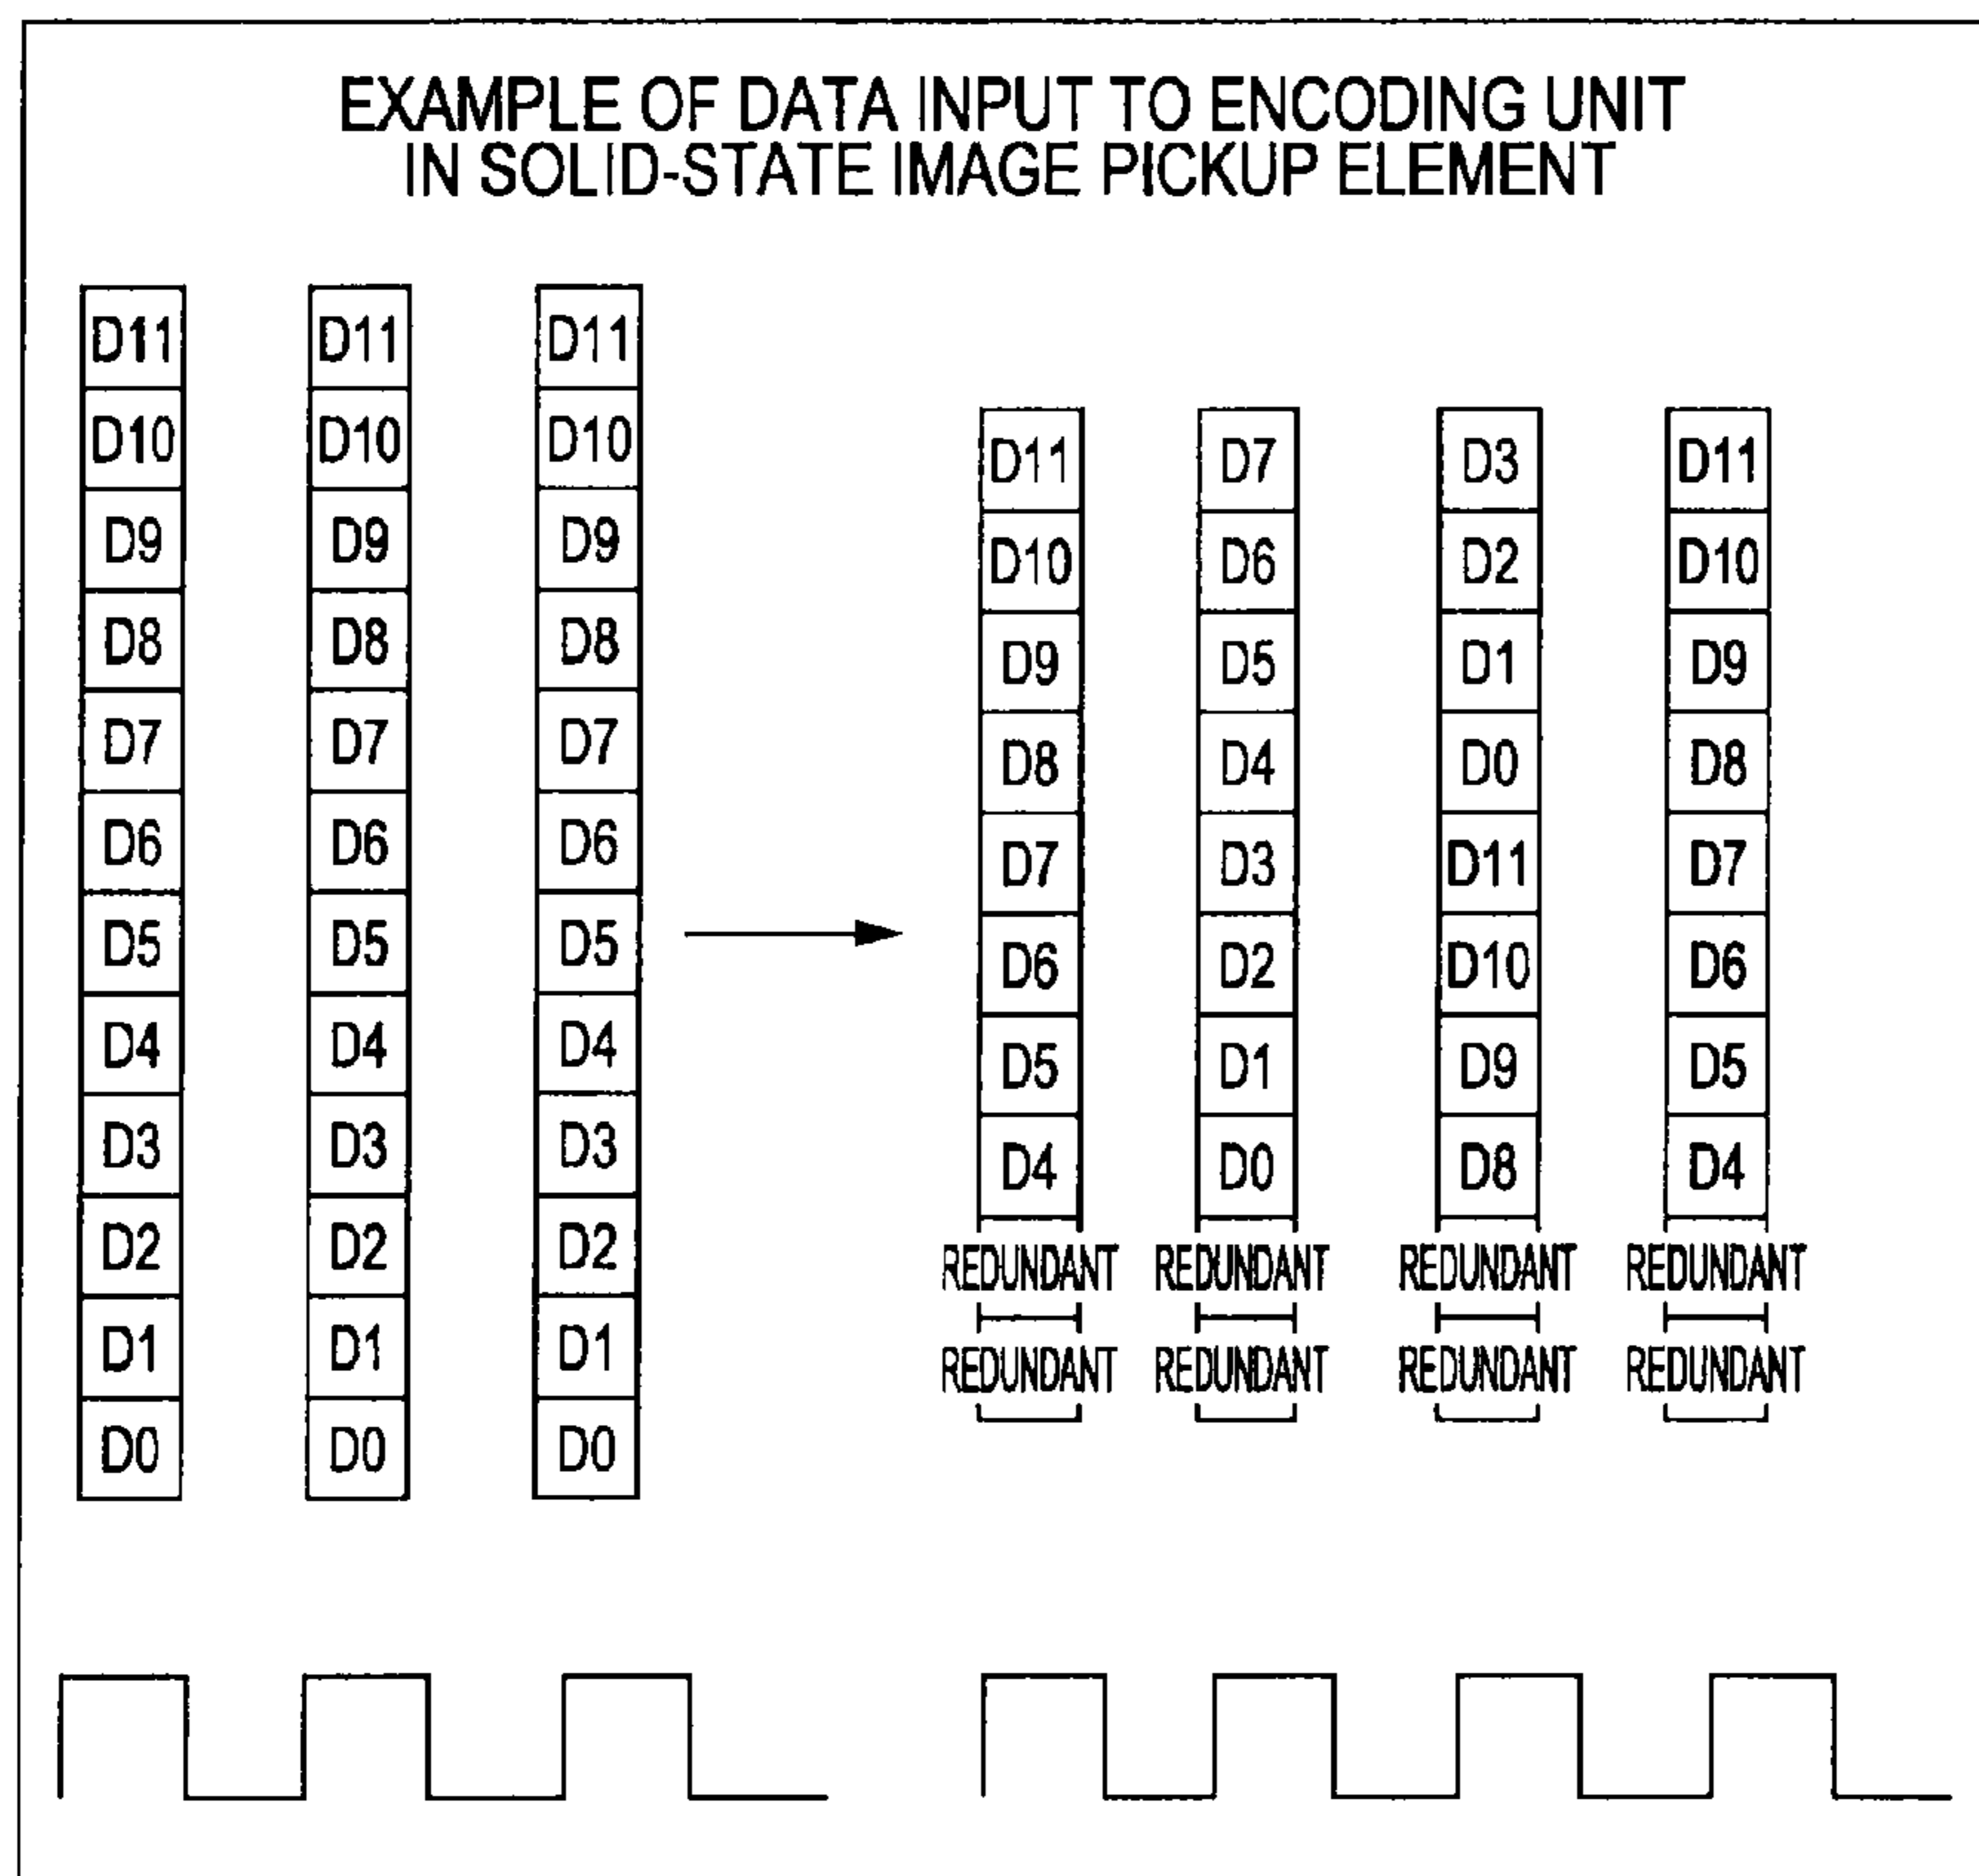 EXAMPLE OF DATA INPUT TO ENCODING UNIT
IN SOLID-STATE IMAGE PICKUP ELEMENT
D11 D11 D11
D10 D10 D10
D9 D9 D9
D8 D8 D8
D7 D7 D7
D6 D6 D6
D5 D5 D5
D4 D4 D4
D3 D3 D3
D2 D2 D2
D1 D1 D1
D0 D0 D0
D11 D7 D3 D11
D10 D6 D2 D10
D9 D5 D1 D9
D8 D4 D0 D8
D7 D3 D11 D7
D6 D2 D10 D6
D5 D1 D9 D5
D4 D0 D8 D4
REDUNDANT REDUNDANT REDUNDANT REDUNDANT
REDUNDANT REDUNDANT REDUNDANT REDUNDANT